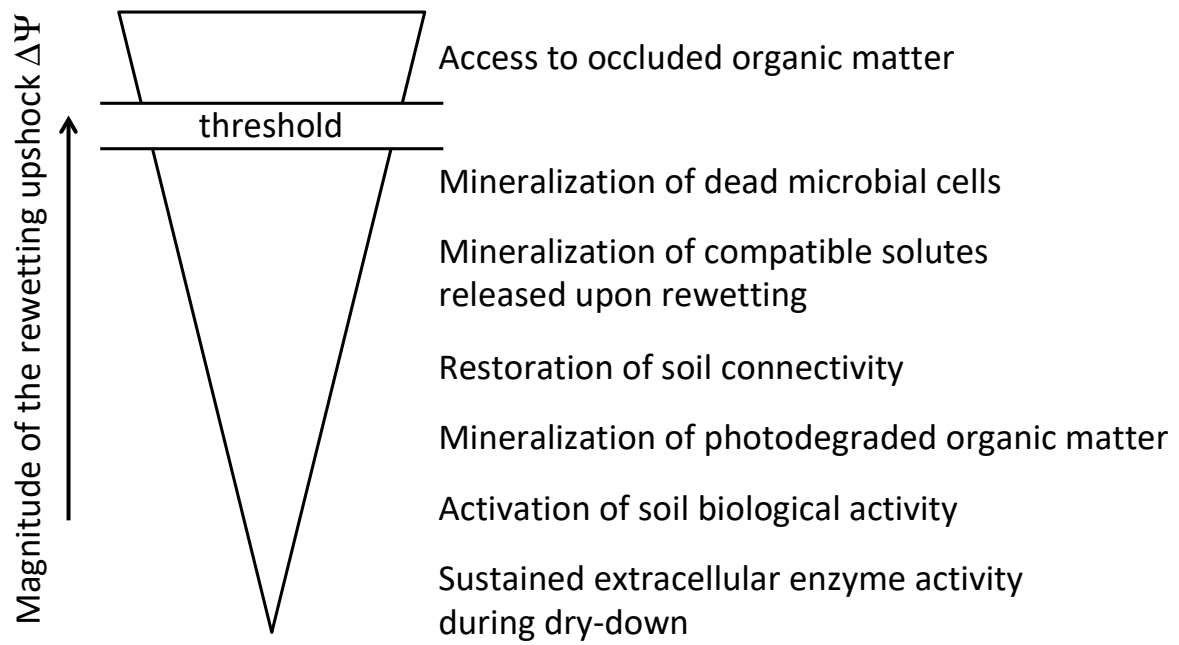 Magnitude of the rewetting upshock ΔΨ
Access to occluded organic matter
threshold
Mineralization of dead microbial cells
Mineralization of compatible solutes
released upon rewetting
Restoration of soil connectivity
Mineralization of photodegraded organic matter
Activation of soil biological activity
Sustained extracellular enzyme activity
during dry-down